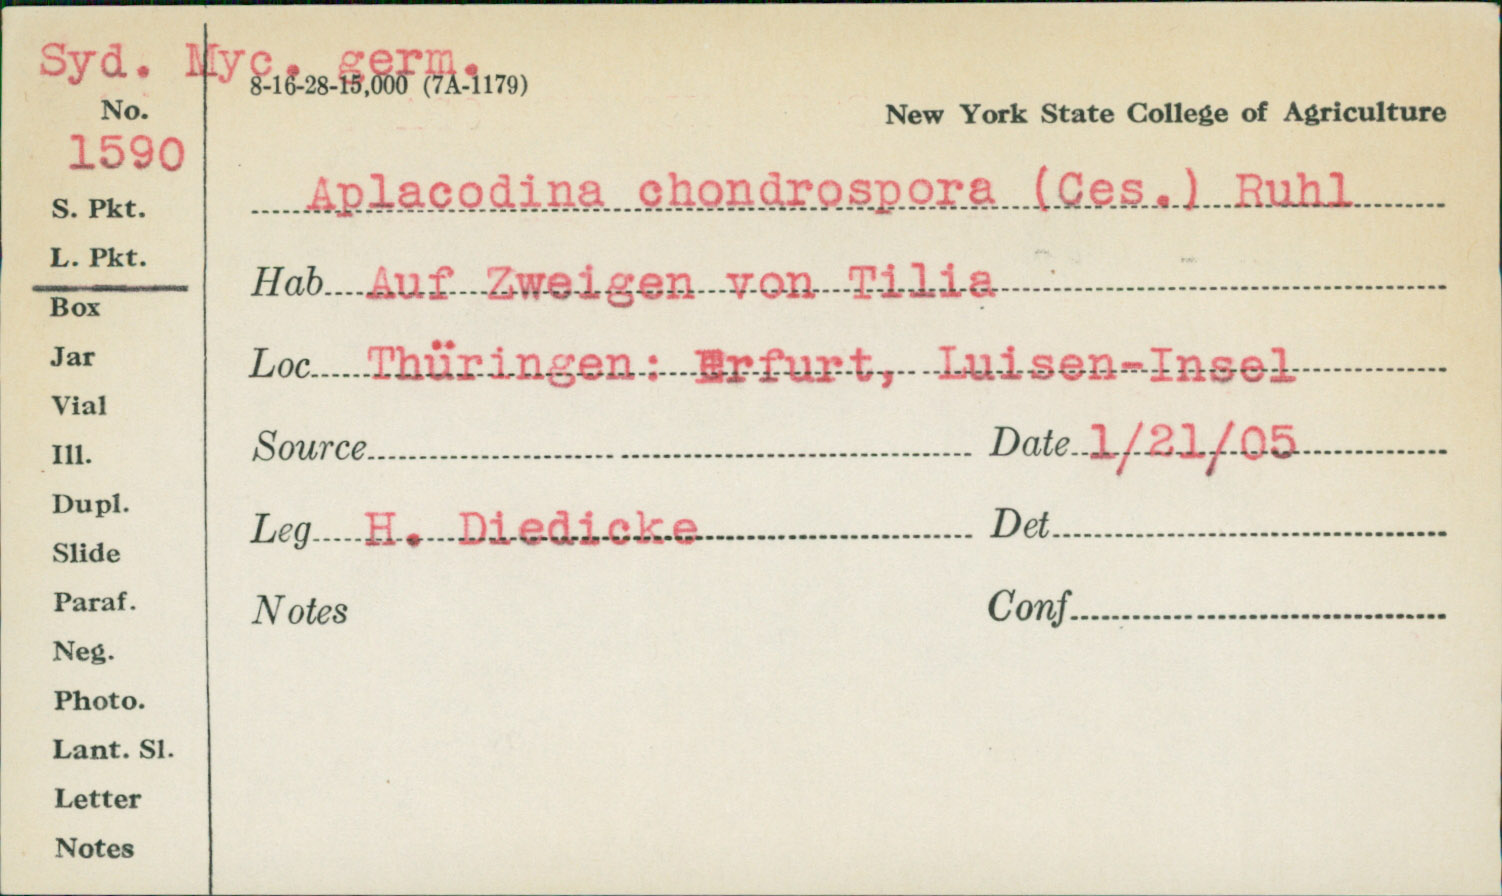 Syd. Myc. germ.
8-16-28-15,000 (7A-1179)
No.
1590
New York State College of Agriculture
Aplacodina chondrospora (Ces.) Ruhl
S. Pkt.
L. Pkt.
Box
Jar
Vial
Ill.
Dupl.
Slide
Paraf.
Neg.
Photo.
Lant. Sl.
Letter
Notes
Hab. Auf Zweigen von Tilia
Loc. Thüringen: Erfurt, Luisen-Insel
Source
Date 1/21/05
Leg. H. Diedicke
Det.
Notes
Conf.